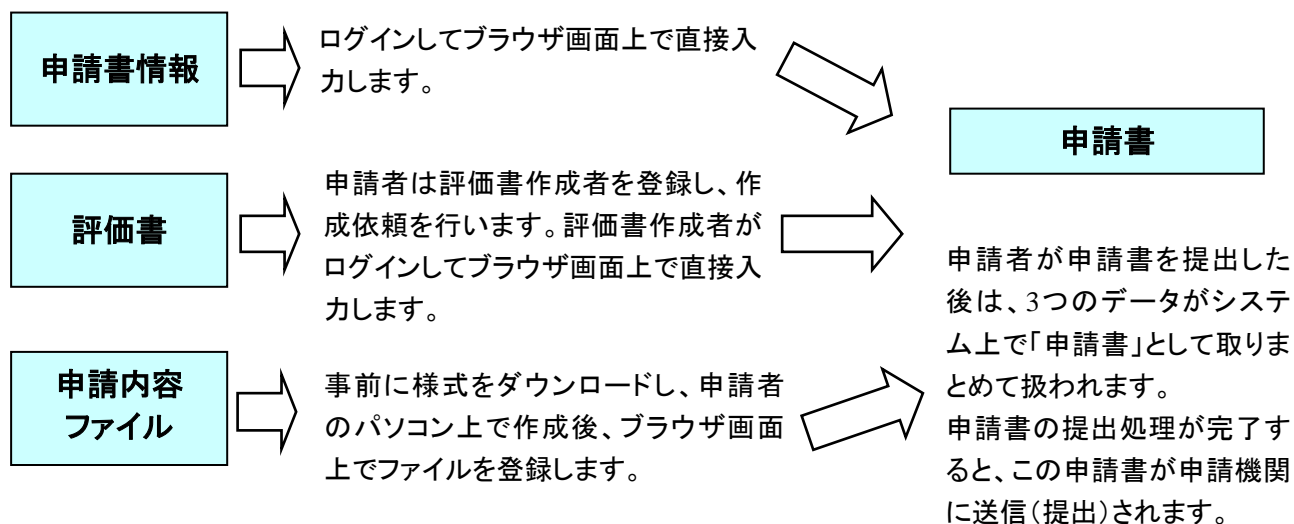 申請書情報
ログインしてブラウザ画面上で直接入
力します。
評価書
申請者は評価書作成者を登録し、作
成依頼を行います。評価書作成者が
ログインしてブラウザ画面上で直接入
力します。
申請内容
ファイル
事前に様式をダウンロードし、申請者
のパソコン上で作成後、ブラウザ画面
上でファイルを登録します。
申請書
申請者が申請書を提出した
後は、3つのデータがシステ
ム上で「申請書」として取りま
とめて扱われます。
申請書の提出処理が完了す
ると、この申請書が申請機関
に送信(提出)されます。